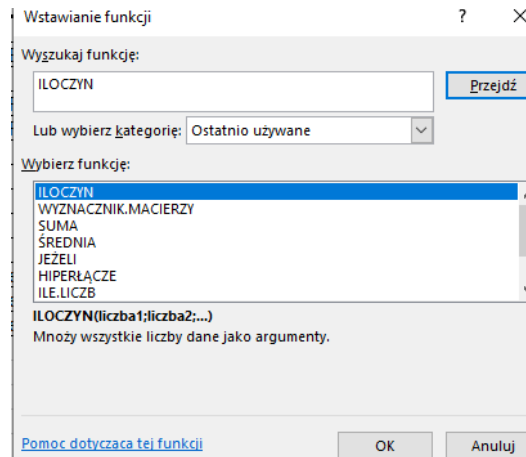 Wstawianie funkcji ? X
Wyszukaj funkcję:
ILOCZYN
Przejdź
Lub wybierz kategorię: Ostatnio używane
Wybierz funkcję:
ILOCZYN
WYZNACZNIK.MACIERZY
SUMA
ŚREDNIA
JEŻELI
HIPERŁĄCZE
ILE.LICZB
ILOCZYN(liczba1;liczba2;...)
Mnoży wszystkie liczby dane jako argumenty.
Pomoc dotycząca tej funkcji
OK Anuluj